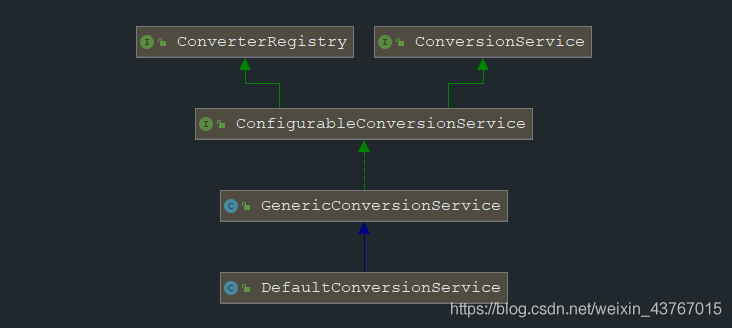 ConverterRegistry ConversionService
ConfigurableConversionService
GenericConversionService
DefaultConversionService
https://blog.csdn.net/weixin_43767015